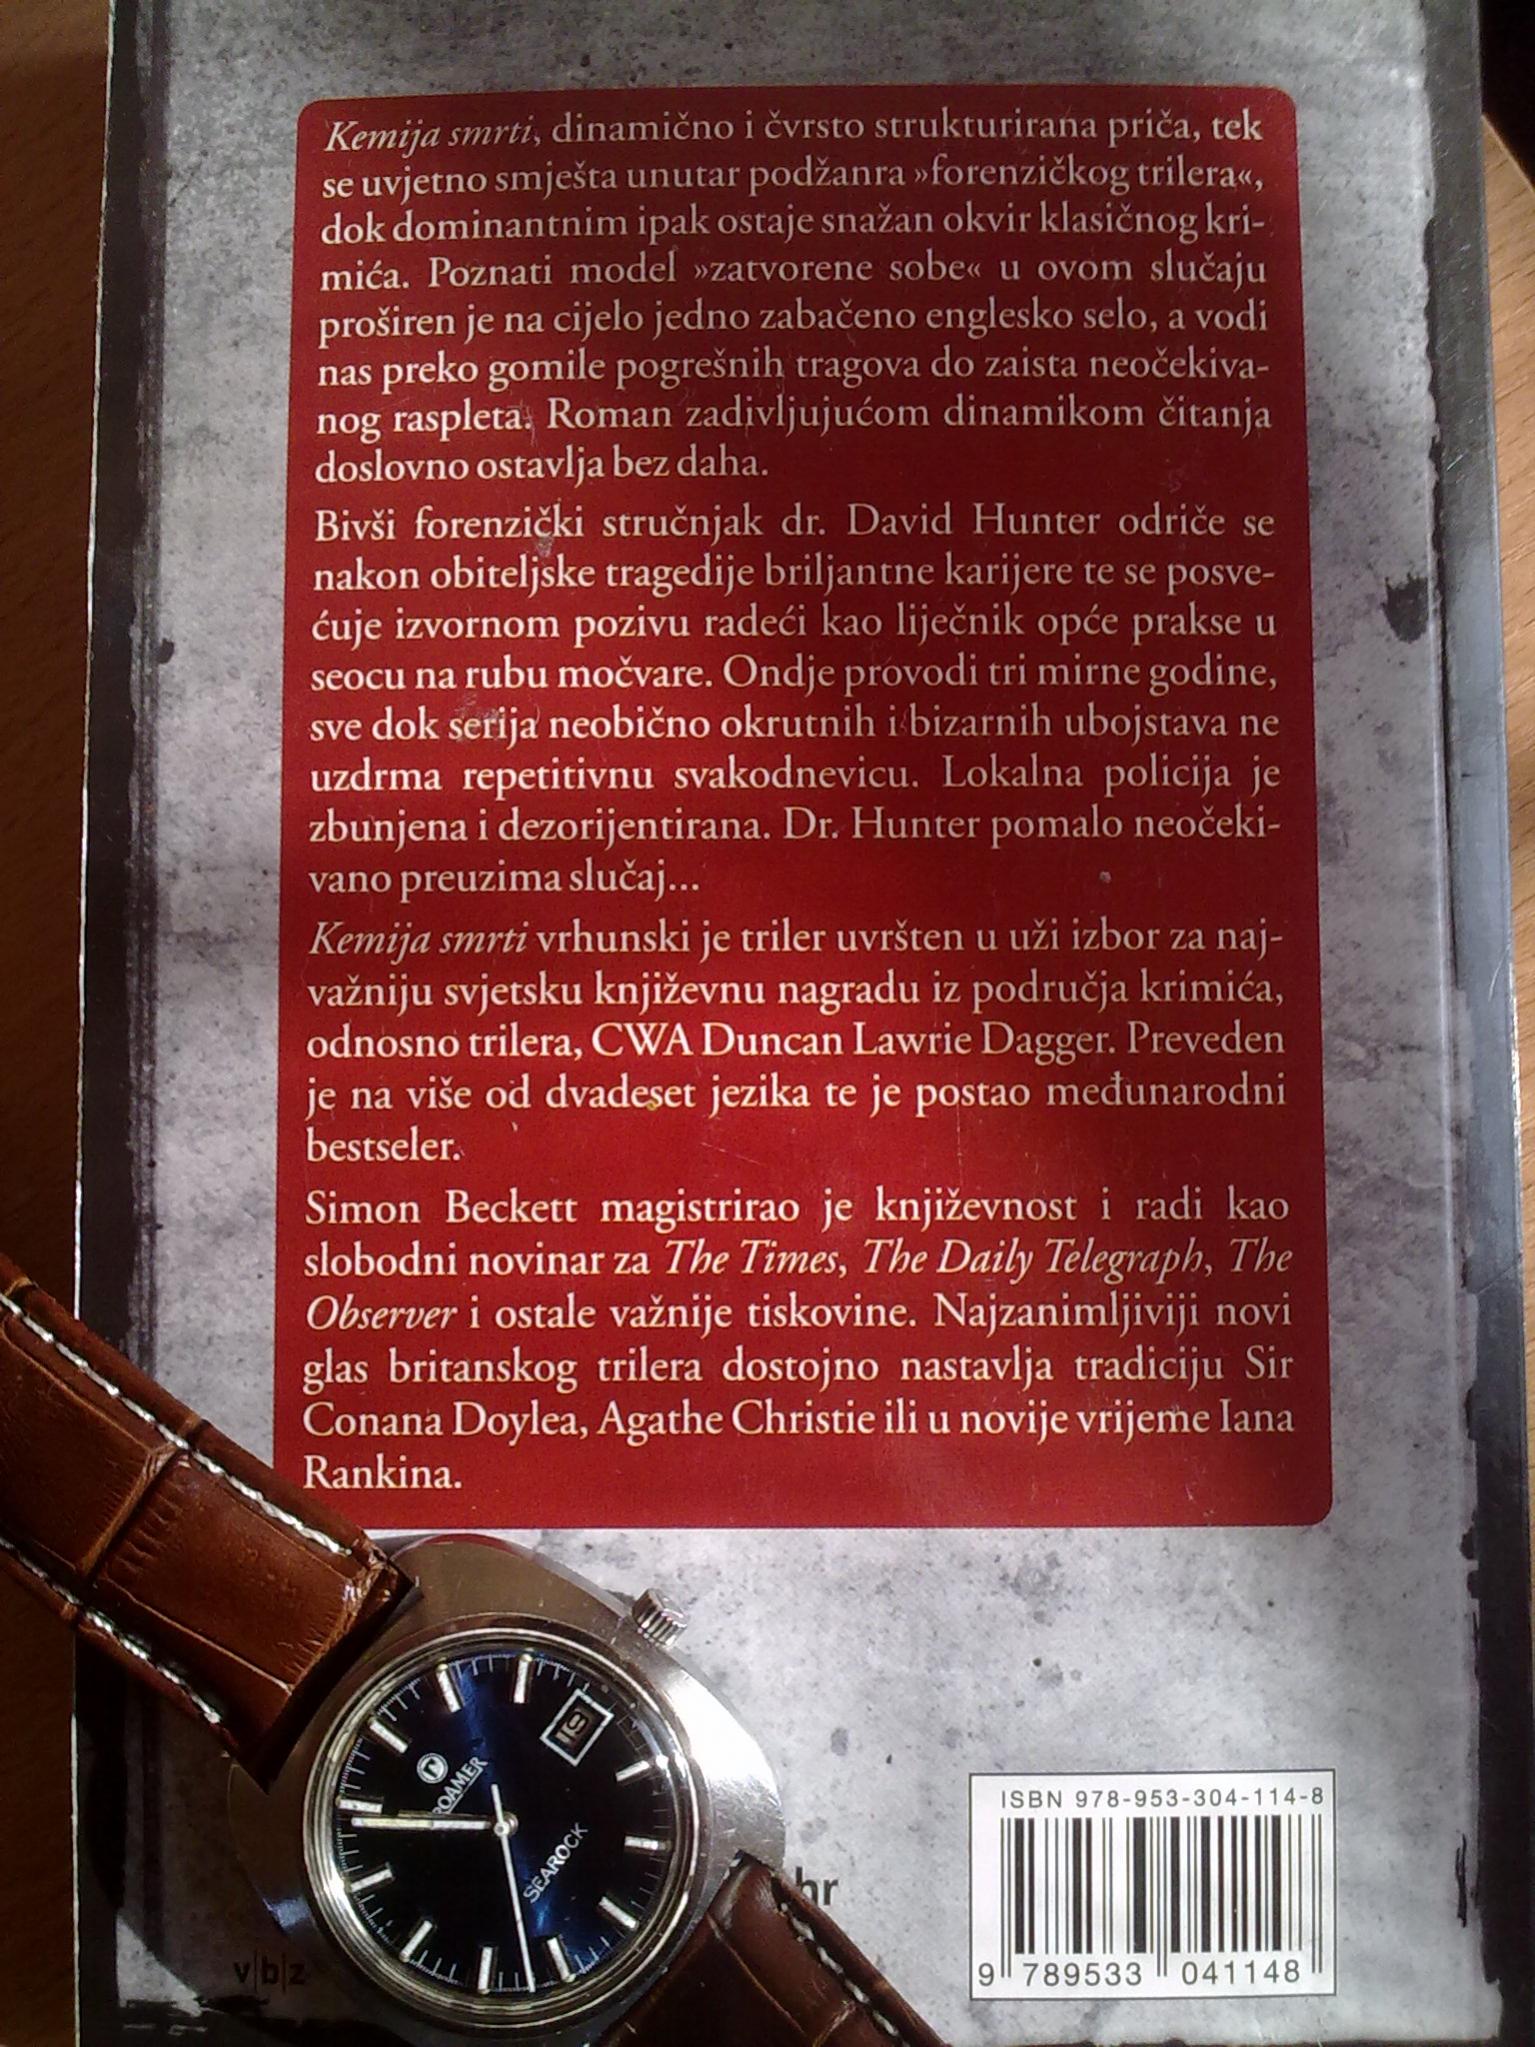 Kemija smrti, dinamično i čvrsto strukturirana priča, tek
se uvjetno smješta unutar podžanra »forenzičkog trilera«,
dok dominantnim ipak ostaje snažan okvir klasičnog kri-
mića. Poznati model »zatvorene sobe« u ovom slučaju
proširen je na cijelo jedno zabačeno englesko selo, a vodi
nas preko gomile pogrešnih tragova do zaista neočekiva-
nog raspleta. Roman zadivljujućom dinamikom čitanja
doslovno ostavlja bez daha.
Bivši forenzički stručnjak dr. David Hunter odriče se
nakon obiteljske tragedije briljantne karijere te se posve-
ćuje izvornom pozivu radeći kao liječnik opće prakse u
seocu na rubu močvare. Ondje provodi tri mirne godine,
sve dok serija neobično okrutnih i bizarnih ubojstava ne
uzdrma repetitivnu svakodnevicu. Lokalna policija je
zbunjena i dezorijentirana. Dr. Hunter pomalo neočeki-
vano preuzima slučaj...
Kemija smrti vrhunski je triler uvršten u uži izbor za naj-
važniju svjetsku književnu nagradu iz područja krimića,
odnosno trilera, CWA Duncan Lawrie Dagger. Preveden
je na više od dvadeset jezika te je postao međunarodni
bestseler.
Simon Beckett magistrirao je književnost i radi kao
slobodni novinar za The Times, The Daily Telegraph, The
Observer i ostale važnije tiskovine. Najzanimljiviji novi
glas britanskog trilera dostojno nastavlja tradiciju Sir
Conana Doylea, Agathe Christie ili u novije vrijeme Iana
Rankina.
19
ROAMER
SEAROCK
v|b|z
hr
ISBN 978-953-304-114-8
9 789533 041148